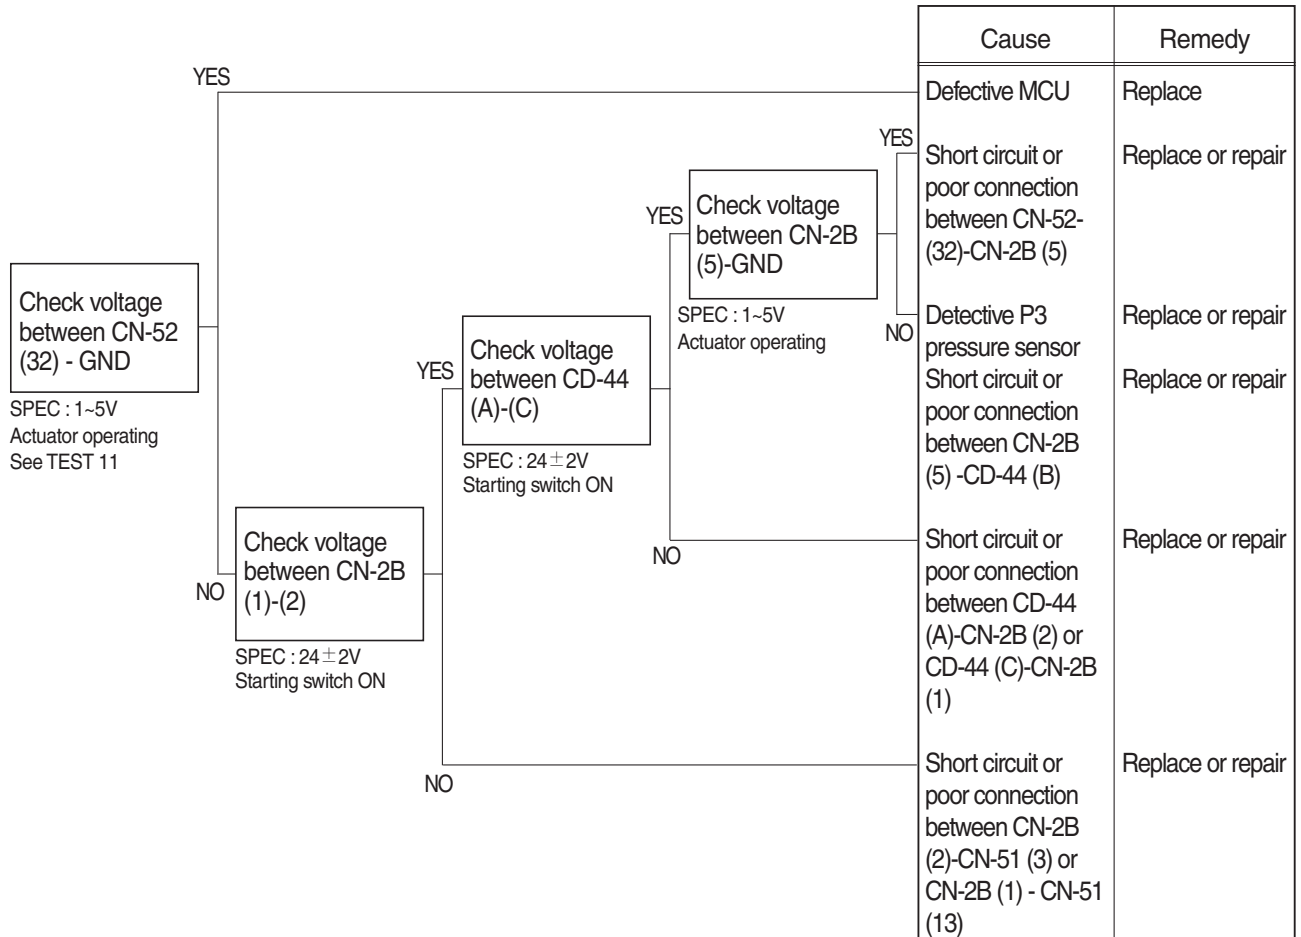 Cause
Remedy
YES
Defective MCU
Replace
YES
Short circuit or
poor connection
between CN-52-
(32)-CN-2B (5)
Replace or repair
YES
Check voltage
between CN-2B
(5)-GND
SPEC : 1~5V
Actuator operating
NO
Detective P3
pressure sensor
Replace or repair
Short circuit or
poor connection
between CN-2B
(5) -CD-44 (B)
Replace or repair
Check voltage
between CN-52
(32) - GND
SPEC : 1~5V
Actuator operating
See TEST 11
YES
Check voltage
between CD-44
(A)-(C)
SPEC : 24±2V
Starting switch ON
NO
Short circuit or
poor connection
between CD-44
(A)-CN-2B (2) or
CD-44 (C)-CN-2B
(1)
Replace or repair
NO
Check voltage
between CN-2B
(1)-(2)
SPEC : 24±2V
Starting switch ON
NO
Short circuit or
poor connection
between CN-2B
(2)-CN-51 (3) or
CN-2B (1) - CN-51
(13)
Replace or repair